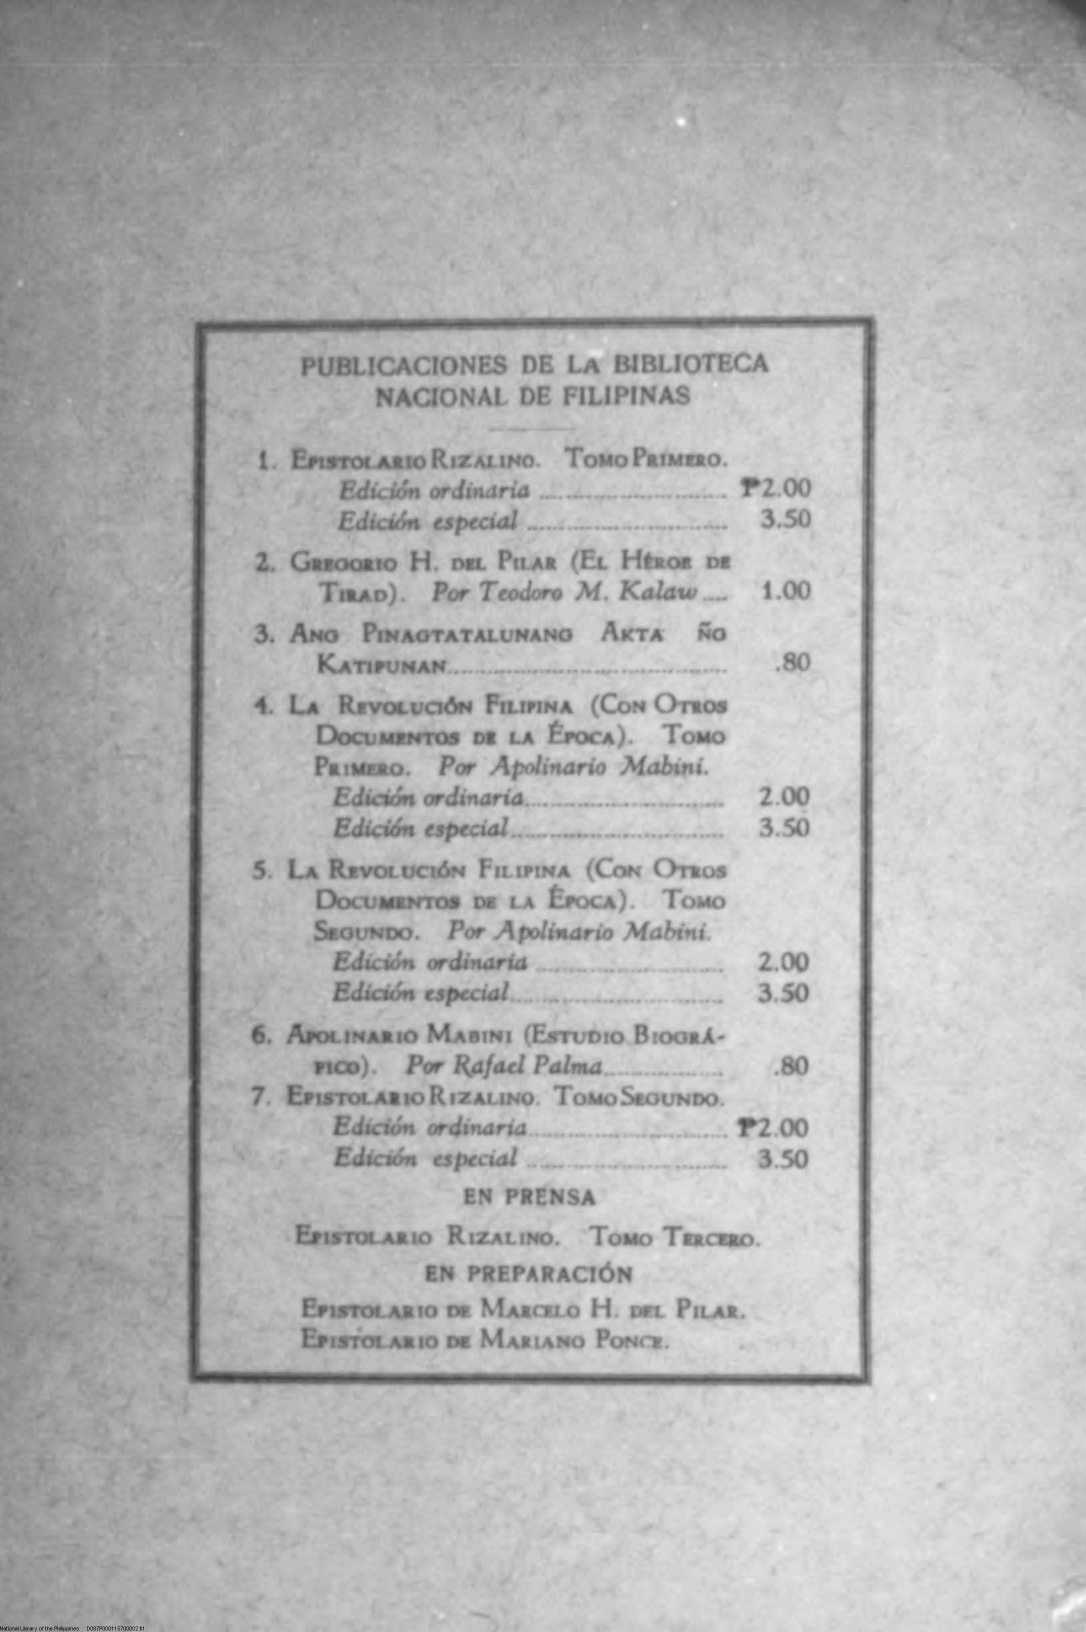 PUBLICACIONES DE LA BIBLIOTECA
NACIONAL DE FILIPINAS
1. EPISTOLARIO RIZALINO. TOMO PRIMERO.
Edición ordinaria ........ ₱2.00
Edición especial ........ 3.50
2. GREGORIO H. DEL PILAR (EL HÉROE DE
TIRAD). Por Teodoro M. Kalaw .... 1.00
3. ANG PINAGTATALUNANG AKTA ÑG
KATIPUNAN........ .80
4. LA REVOLUCIÓN FILIPINA (CON OTROS
DOCUMENTOS DE LA ÉPOCA). TOMO
PRIMERO. Por Apolinario Mabini.
Edición ordinaria........ 2.00
Edición especial........ 3.50
5. LA REVOLUCIÓN FILIPINA (CON OTROS
DOCUMENTOS DE LA ÉPOCA). TOMO
SEGUNDO. Por Apolinario Mabini.
Edición ordinaria ........ 2.00
Edición especial........ 3.50
6. APOLINARIO MABINI (ESTUDIO BIOGRÁ-
FICO). Por Rafael Palma........ .80
7. EPISTOLARIO RIZALINO. TOMO SEGUNDO.
Edición ordinaria........ ₱2.00
Edición especial ........ 3.50
EN PRENSA
EPISTOLARIO RIZALINO. TOMO TERCERO.
EN PREPARACIÓN
EPISTOLARIO DE MARCELO H. DEL PILAR.
EPISTOLARIO DE MARIANO PONCE.
National Library of the Philippines